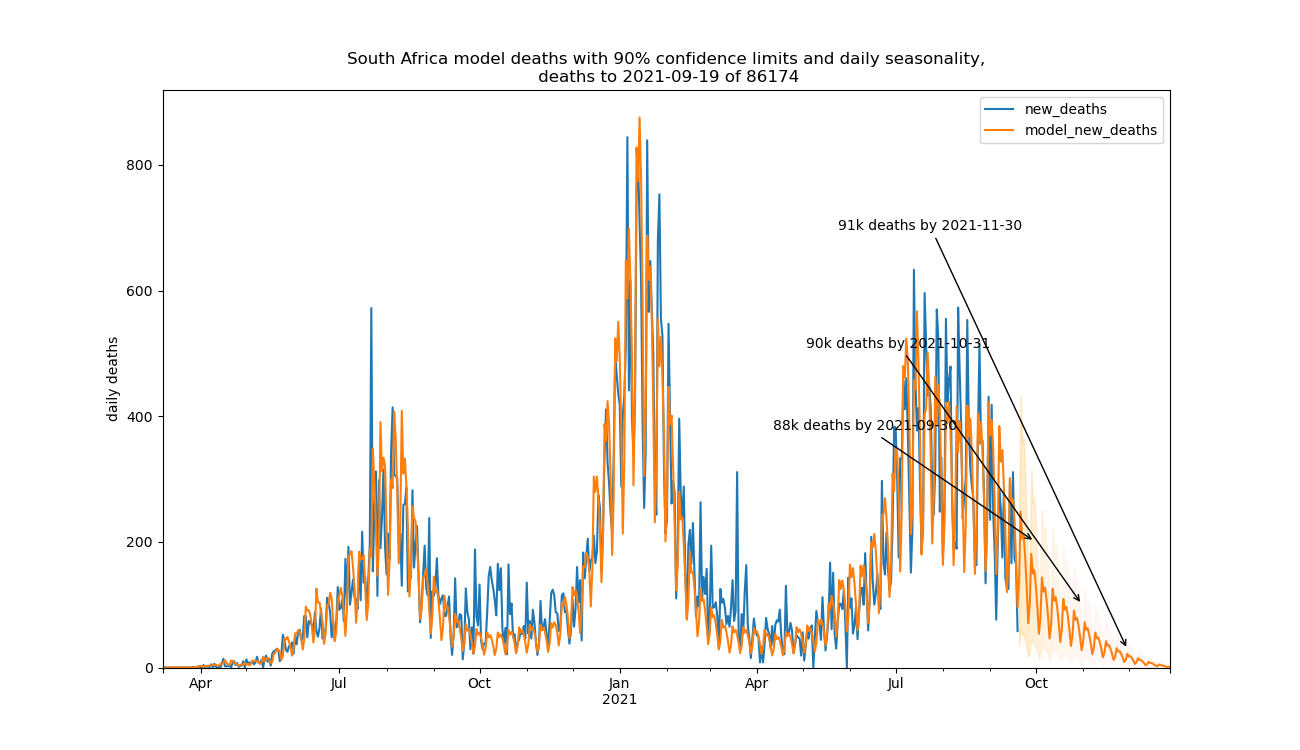 South Africa model deaths with 90% confidence limits and daily seasonality,
deaths to 2021-09-19 of 86174
new_deaths
model_new_deaths
800
600
400
200
0
daily deaths
91k deaths by 2021-11-30
90k deaths by 2021-10-31
88k deaths by 2021-09-30
Apr
Jul
Oct
Jan
2021
Apr
Jul
Oct